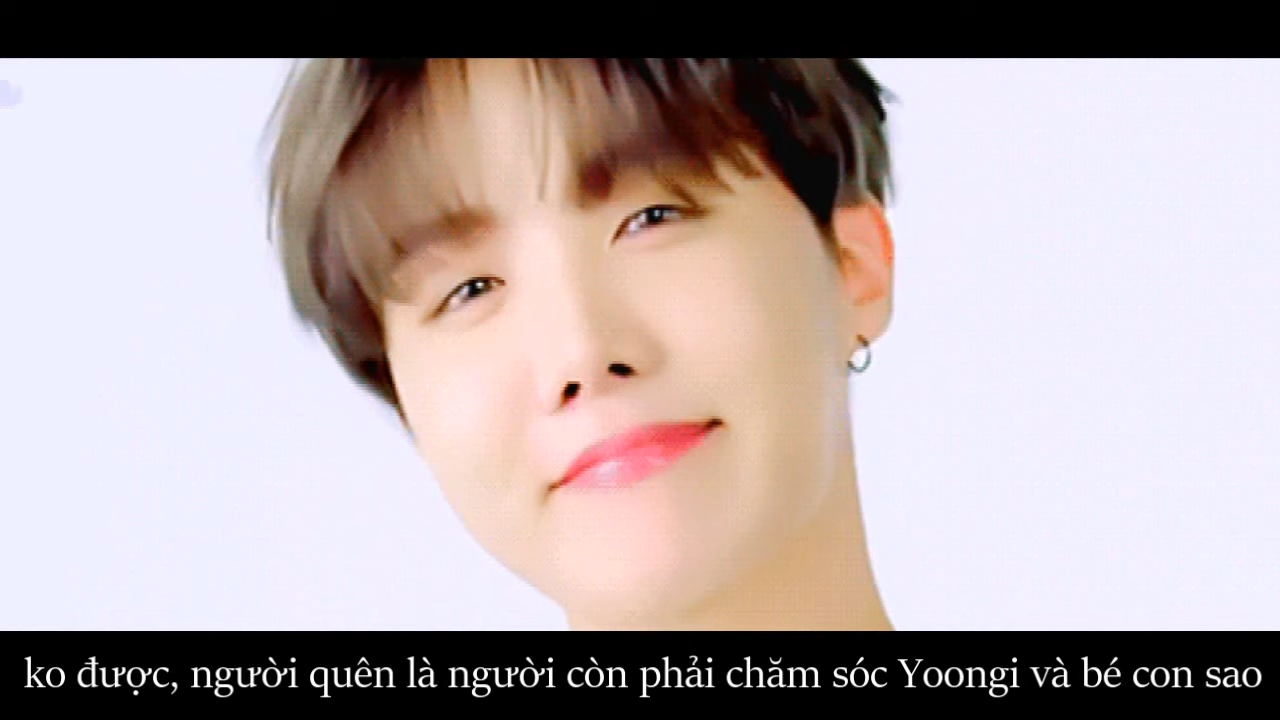 ko được, người quên là người còn phải chăm sóc Yoongi và bé con sao